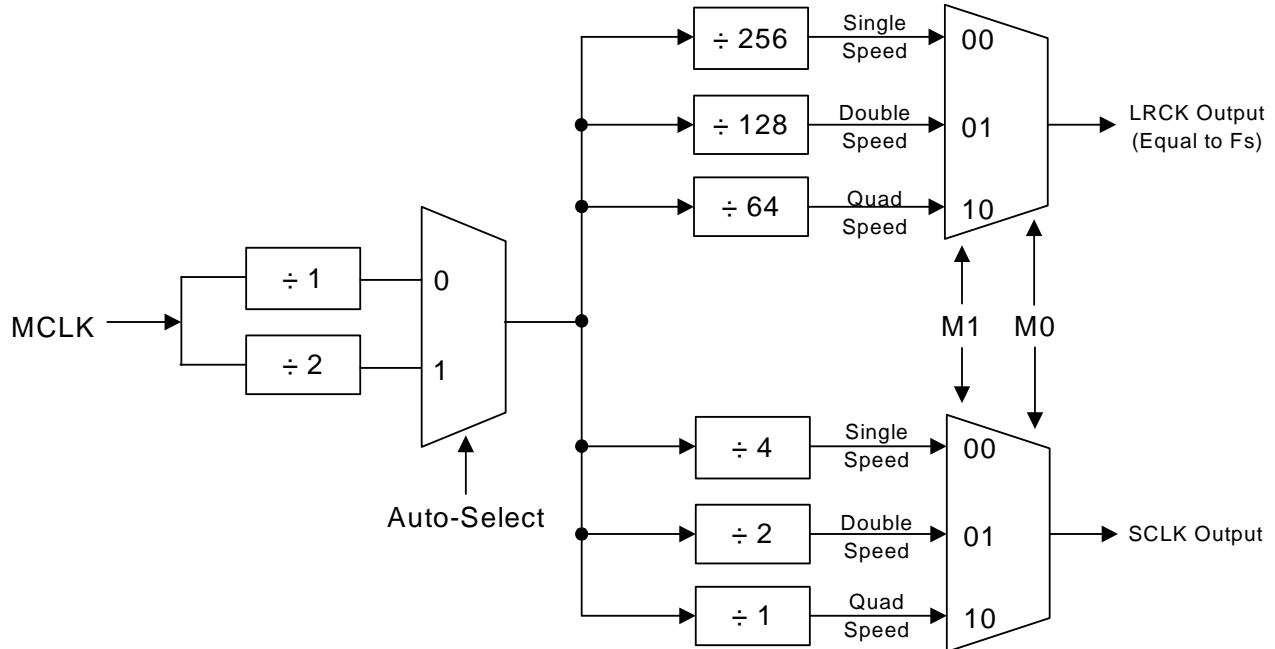 ÷ 256
Single
Speed
00
÷ 128
Double
Speed
01
LRCK Output
(Equal to Fs)
÷ 64
Quad
Speed
10
MCLK
÷ 1
÷ 2
0
1
Auto-Select
M1
M0
÷ 4
Single
Speed
00
÷ 2
Double
Speed
01
SCLK Output
÷ 1
Quad
Speed
10